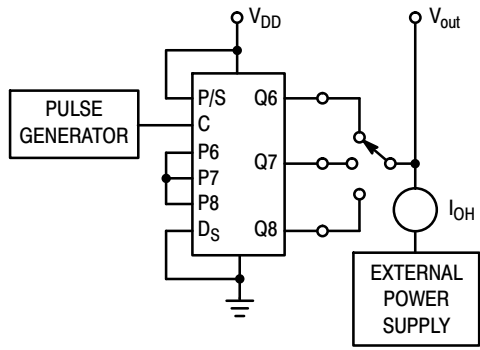 VDD
Vout
PULSE
GENERATOR
P/S
C
P6
P7
P8
DS
Q6
Q7
Q8
IOH
EXTERNAL
POWER
SUPPLY